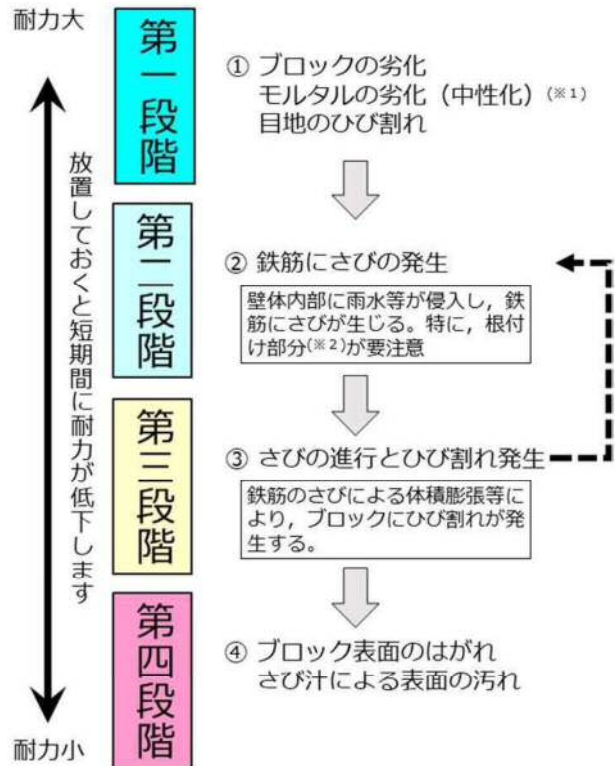 耐力大
放置しておくと短期間に耐力が低下します
耐力小
第一段階
① ブロックの劣化
モルタルの劣化（中性化）(※1)
目地のひび割れ
第二段階
② 鉄筋にさびの発生
壁体内部に雨水等が侵入し，鉄
筋にさびが生じる。特に，根付
け部分(※2)が要注意
第三段階
③ さびの進行とひび割れ発生
鉄筋のさびによる体積膨張等に
より，ブロックにひび割れが発
生する。
第四段階
④ ブロック表面のはがれ
さび汁による表面の汚れ